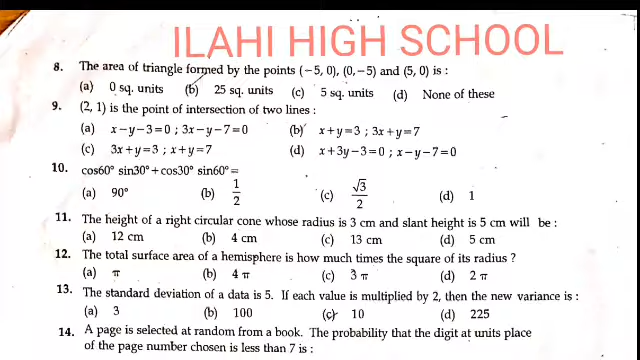 ILAHI HIGH SCHOOL
8. The area of triangle formed by the points (−5, 0), (0, −5) and (5, 0) is :
(a) 0 sq. units (b) 25 sq. units (c) 5 sq. units (d) None of these
9. (2, 1) is the point of intersection of two lines :
(a) x−y−3=0 ; 3x−y−7=0 (b) x+y=3 ; 3x+y=7
(c) 3x+y=3 ; x+y=7 (d) x+3y−3=0 ; x−y−7=0
10. cos60° sin30° + cos30° sin60° =
(a) 90° (b) 1/2 (c) √3/2 (d) 1
11. The height of a right circular cone whose radius is 3 cm and slant height is 5 cm will be :
(a) 12 cm (b) 4 cm (c) 13 cm (d) 5 cm
12. The total surface area of a hemisphere is how much times the square of its radius ?
(a) π (b) 4 π (c) 3 π (d) 2 π
13. The standard deviation of a data is 5. If each value is multiplied by 2, then the new variance is :
(a) 3 (b) 100 (c) 10 (d) 225
14. A page is selected at random from a book. The probability that the digit at units place
of the page number chosen is less than 7 is :